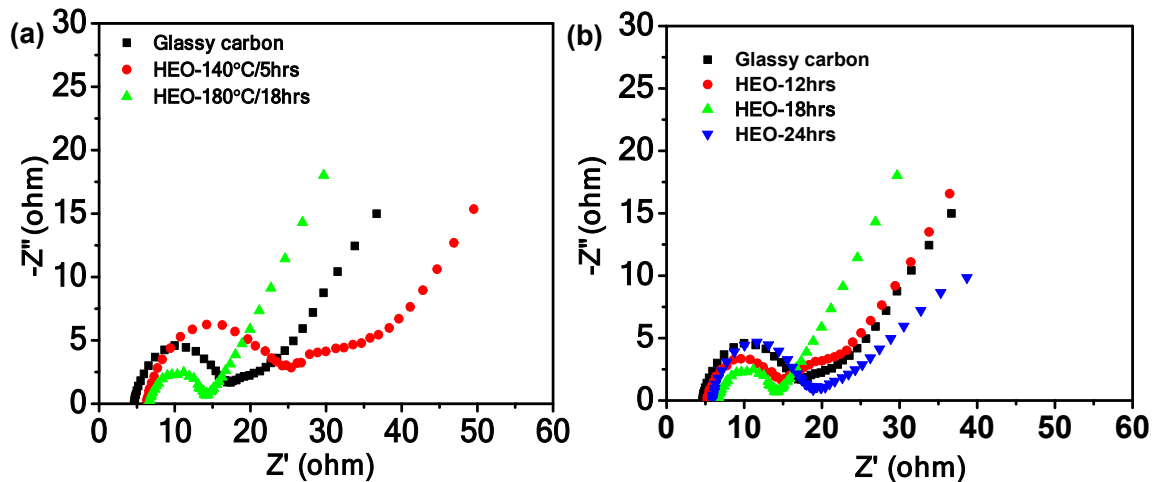 (a)
Glassy carbon
HEO-140°C/5hrs
HEO-180°C/18hrs
30
25
20
15
10
5
0
-Z" (ohm)
0 10 20 30 40 50 60
Z' (ohm)
(b)
Glassy carbon
HEO-12hrs
HEO-18hrs
HEO-24hrs
30
25
20
15
10
5
0
-Z" (ohm)
0 10 20 30 40 50 60
Z' (ohm)